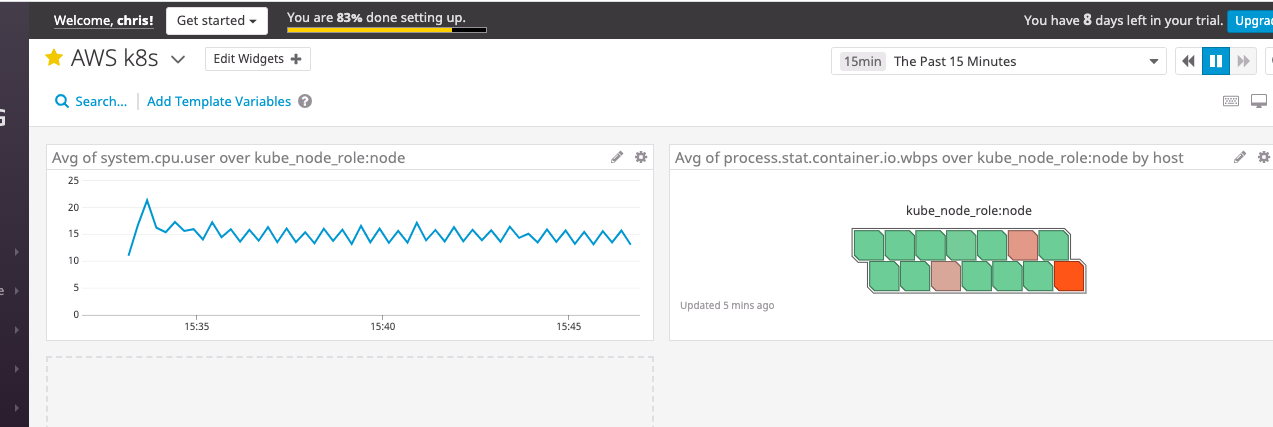 Welcome, chris!
Get started
You are 83% done setting up.
You have 8 days left in your trial.
AWS k8s
Edit Widgets
15min The Past 15 Minutes
Search...
Add Template Variables
?
Avg of system.cpu.user over kube_node_role:node
25
20
15
10
5
0
15:35 15:40 15:45
Avg of process.stat.container.io.wbps over kube_node_role:node by host
kube_node_role:node
Updated 5 mins ago